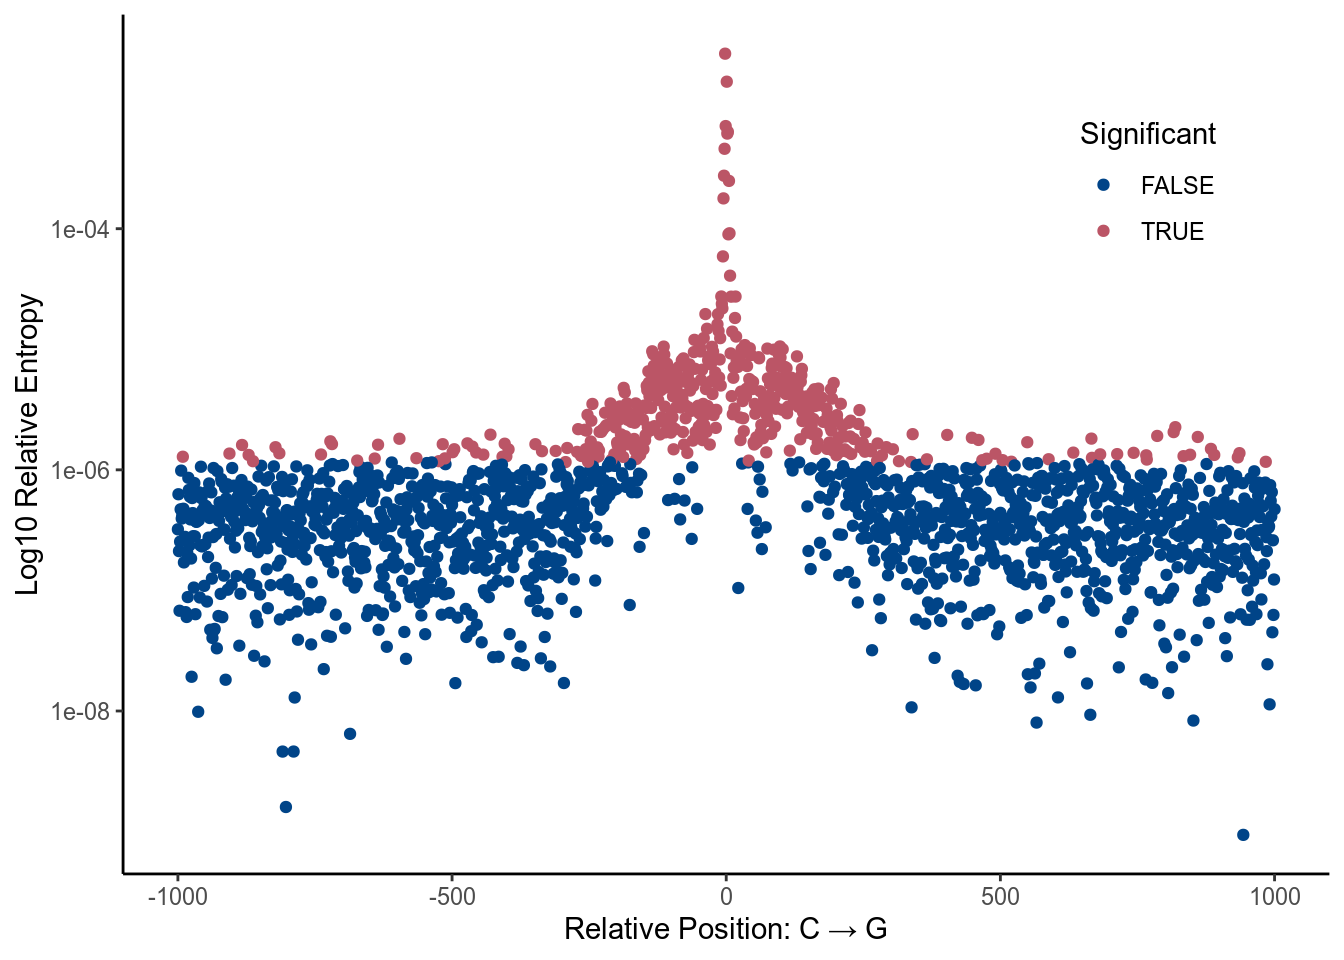 Significant
FALSE
TRUE
Log10 Relative Entropy
1e-04
1e-06
1e-08
-1000
-500
0
500
1000
Relative Position: C → G